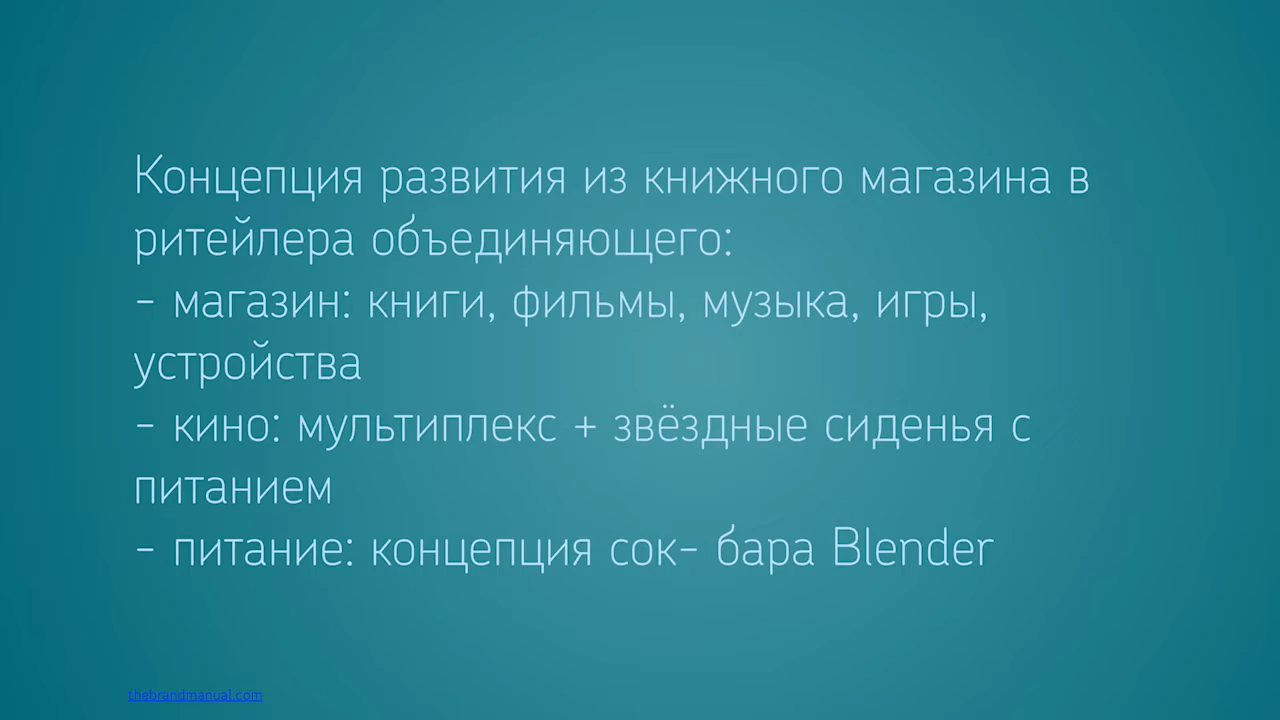 Концепция развития из книжного магазина в
ритейлера объединяющего:
- магазин: книги, фильмы, музыка, игры,
устройства
- кино: мультиплекс + звёздные сиденья с
питанием
- питание: концепция сок- бара Blender
thebrandmanual.com